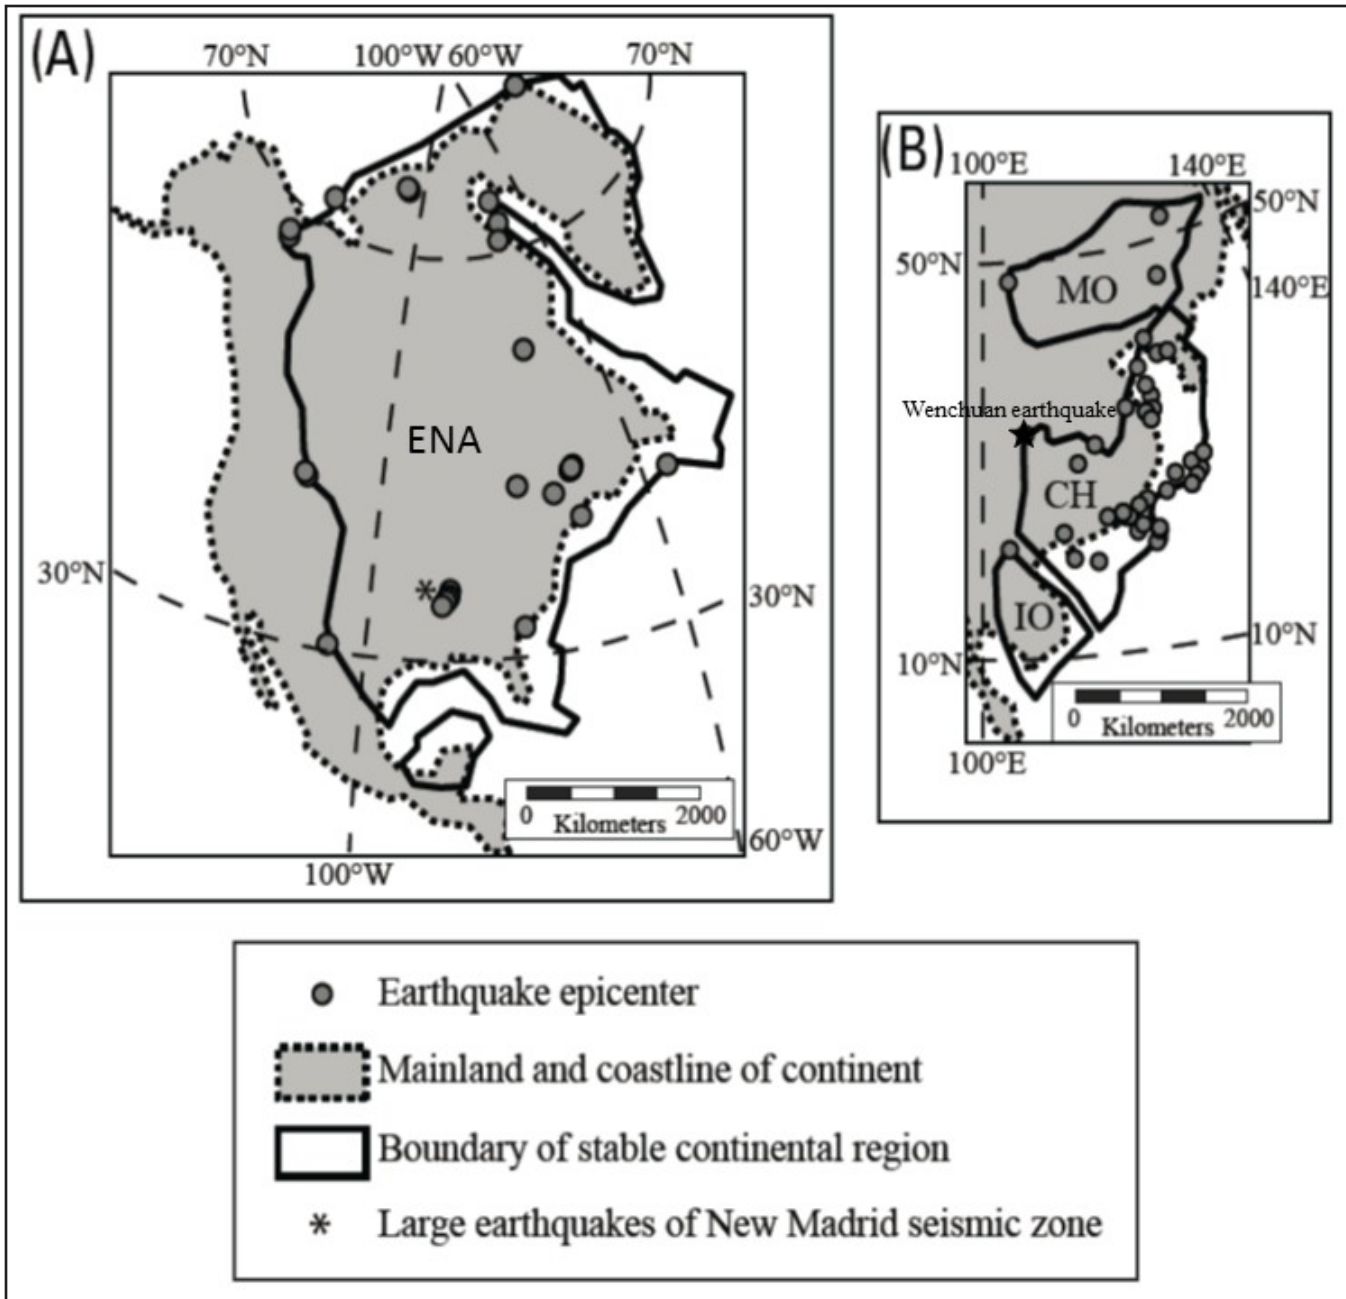 (A)
70°N
100°W
60°W
70°N
ENA
30°N
30°N
*
0
2000
Kilometers
60°W
100°W
(B)
100°E
140°E
50°N
50°N
140°E
MO
Wenchuan earthquake
CH
IO
10°N
10°N
0
2000
Kilometers
100°E
Earthquake epicenter
Mainland and coastline of continent
Boundary of stable continental region
* Large earthquakes of New Madrid seismic zone